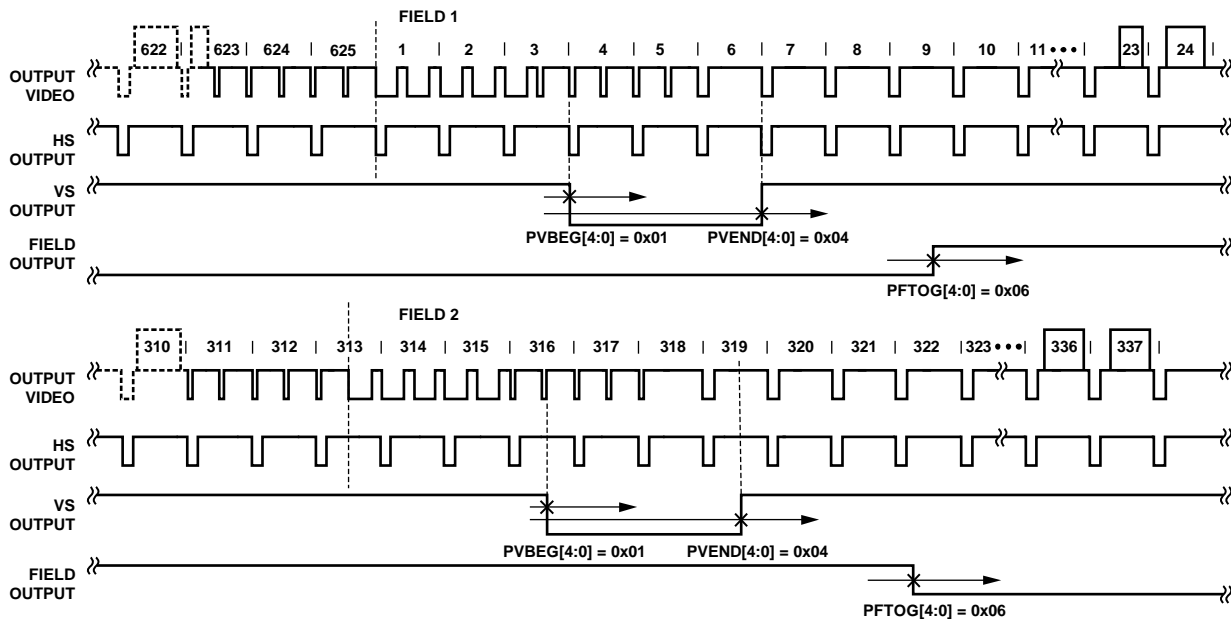 FIELD 1
622 | 623 | 624 | 625 | 1 | 2 | 3 | 4 | 5 | 6 | 7 | 8 | 9 | 10 | 11 ••• | 23 | 24 |
OUTPUT
VIDEO
HS
OUTPUT
VS
OUTPUT
PVBEG[4:0] = 0x01 PVEND[4:0] = 0x04
FIELD
OUTPUT
PFTOG[4:0] = 0x06
FIELD 2
310 | 311 | 312 | 313 | 314 | 315 | 316 | 317 | 318 | 319 | 320 | 321 | 322 | 323 ••• | 336 | 337 |
OUTPUT
VIDEO
HS
OUTPUT
VS
OUTPUT
PVBEG[4:0] = 0x01 PVEND[4:0] = 0x04
FIELD
OUTPUT
PFTOG[4:0] = 0x06